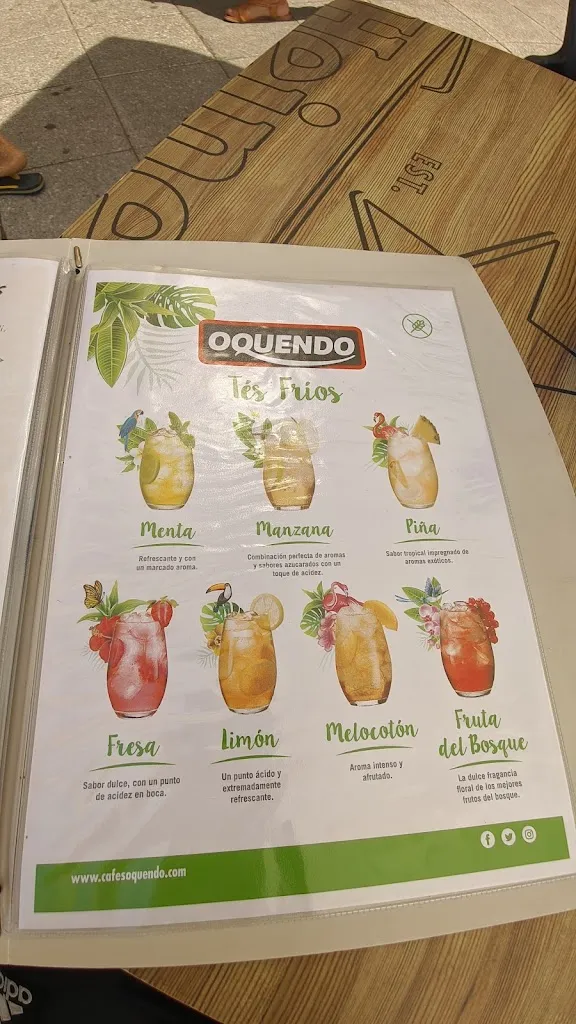 Heineken
EST.
OQUENDO
Tés Fríos
Menta
Refrescante y con
un marcado aroma.
Manzana
Combinación perfecta de aromas
y sabores azucarados con un
toque de acidez.
Piña
Sabor tropical impregnado de
aromas exóticos.
Fresa
Sabor dulce, con un punto
de acidez en boca.
Limón
Un punto ácido y
extremadamente
refrescante.
Melocotón
Aroma intenso y
afrutado.
Fruta
del Bosque
La dulce fragancia
floral de los mejores
frutos del bosque.
www.cafesoquendo.com
adidas